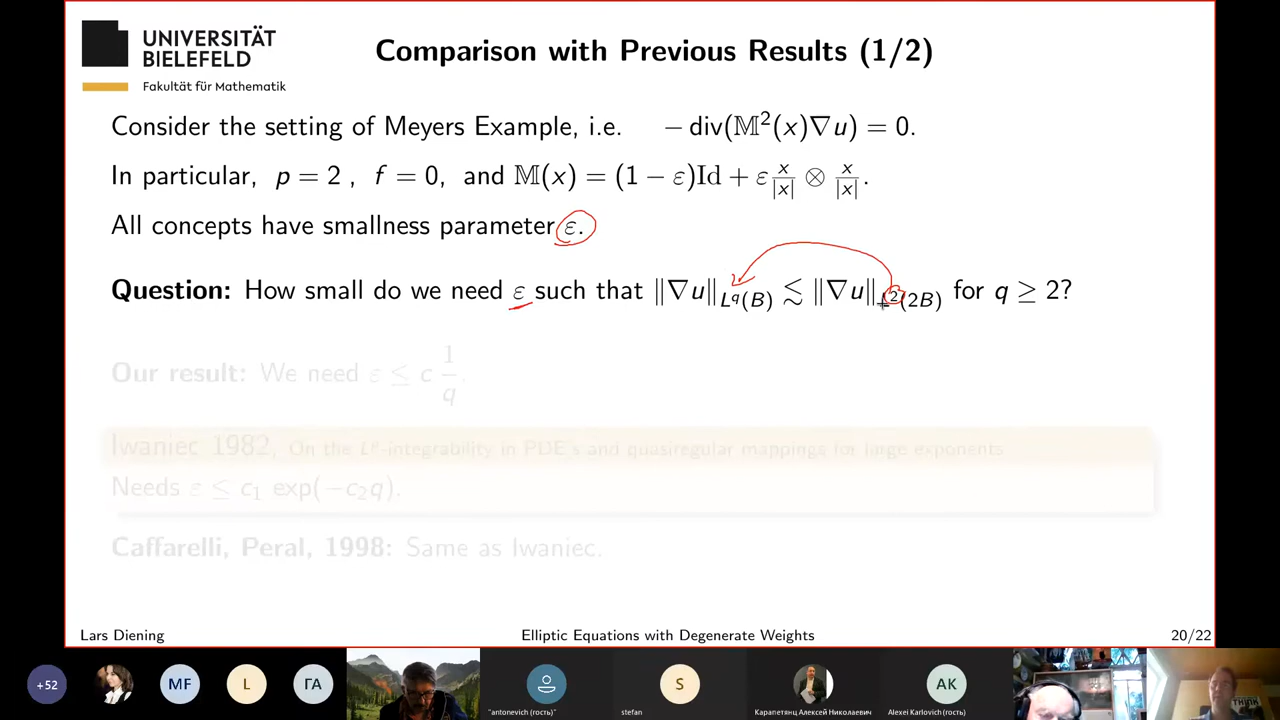 UNIVERSITÄT
BIELEFELD
Fakultät für Mathematik
Comparison with Previous Results (1/2)
Consider the setting of Meyers Example, i.e. − div(𝕄²(x)∇u) = 0.
In particular, p = 2 , f = 0, and 𝕄(x) = (1 − ε)Id + ε x/|x| ⊗ x/|x|.
All concepts have smallness parameter ε.
Question: How small do we need ε such that ‖∇u‖_{L^q(B)} ≲ ‖∇u‖_{L²(2B)} for q ≥ 2?
Our result: We need ε ≤ c 1/q.
Iwaniec 1982, On the L^p-integrability in PDE's and quasiregular mappings for large exponents
Needs ε ≤ c₁ exp(−c₂q).
Caffarelli, Peral, 1998: Same as Iwaniec.
Lars Diening
Elliptic Equations with Degenerate Weights
20/22
+52
MF
L
ГА
"antonevich (гость)"
S
stefan
Карапетянц Алексей Николаевич
AK
Alexei Karlovich (гость)
THINK